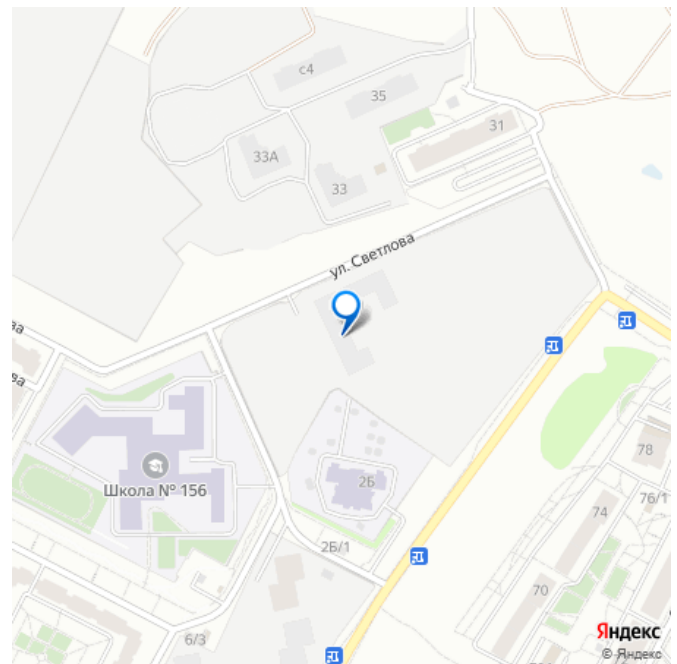 с4
35
31
33А
33
ул. Светлова
ва
ва
Школа № 156
2Б
78
76/1
74
2Б/1
70
6/3
Яндекс
© Яндекс